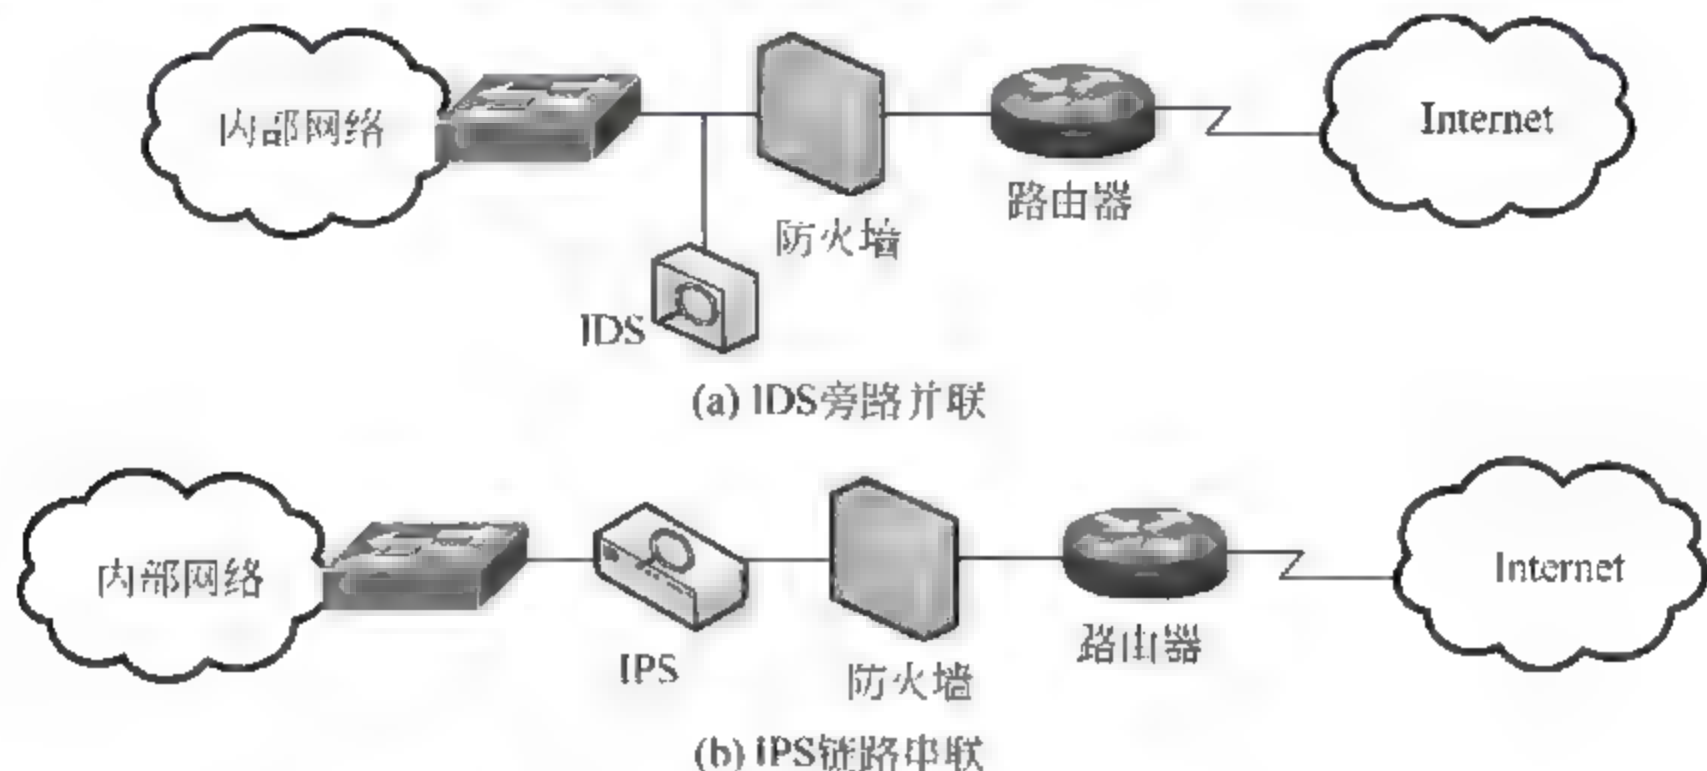 内部网络
Internet
路由器
防火墙
IDS
(a) IDS旁路并联
内部网络
Internet
路由器
IPS
防火墙
(b) IPS链路串联